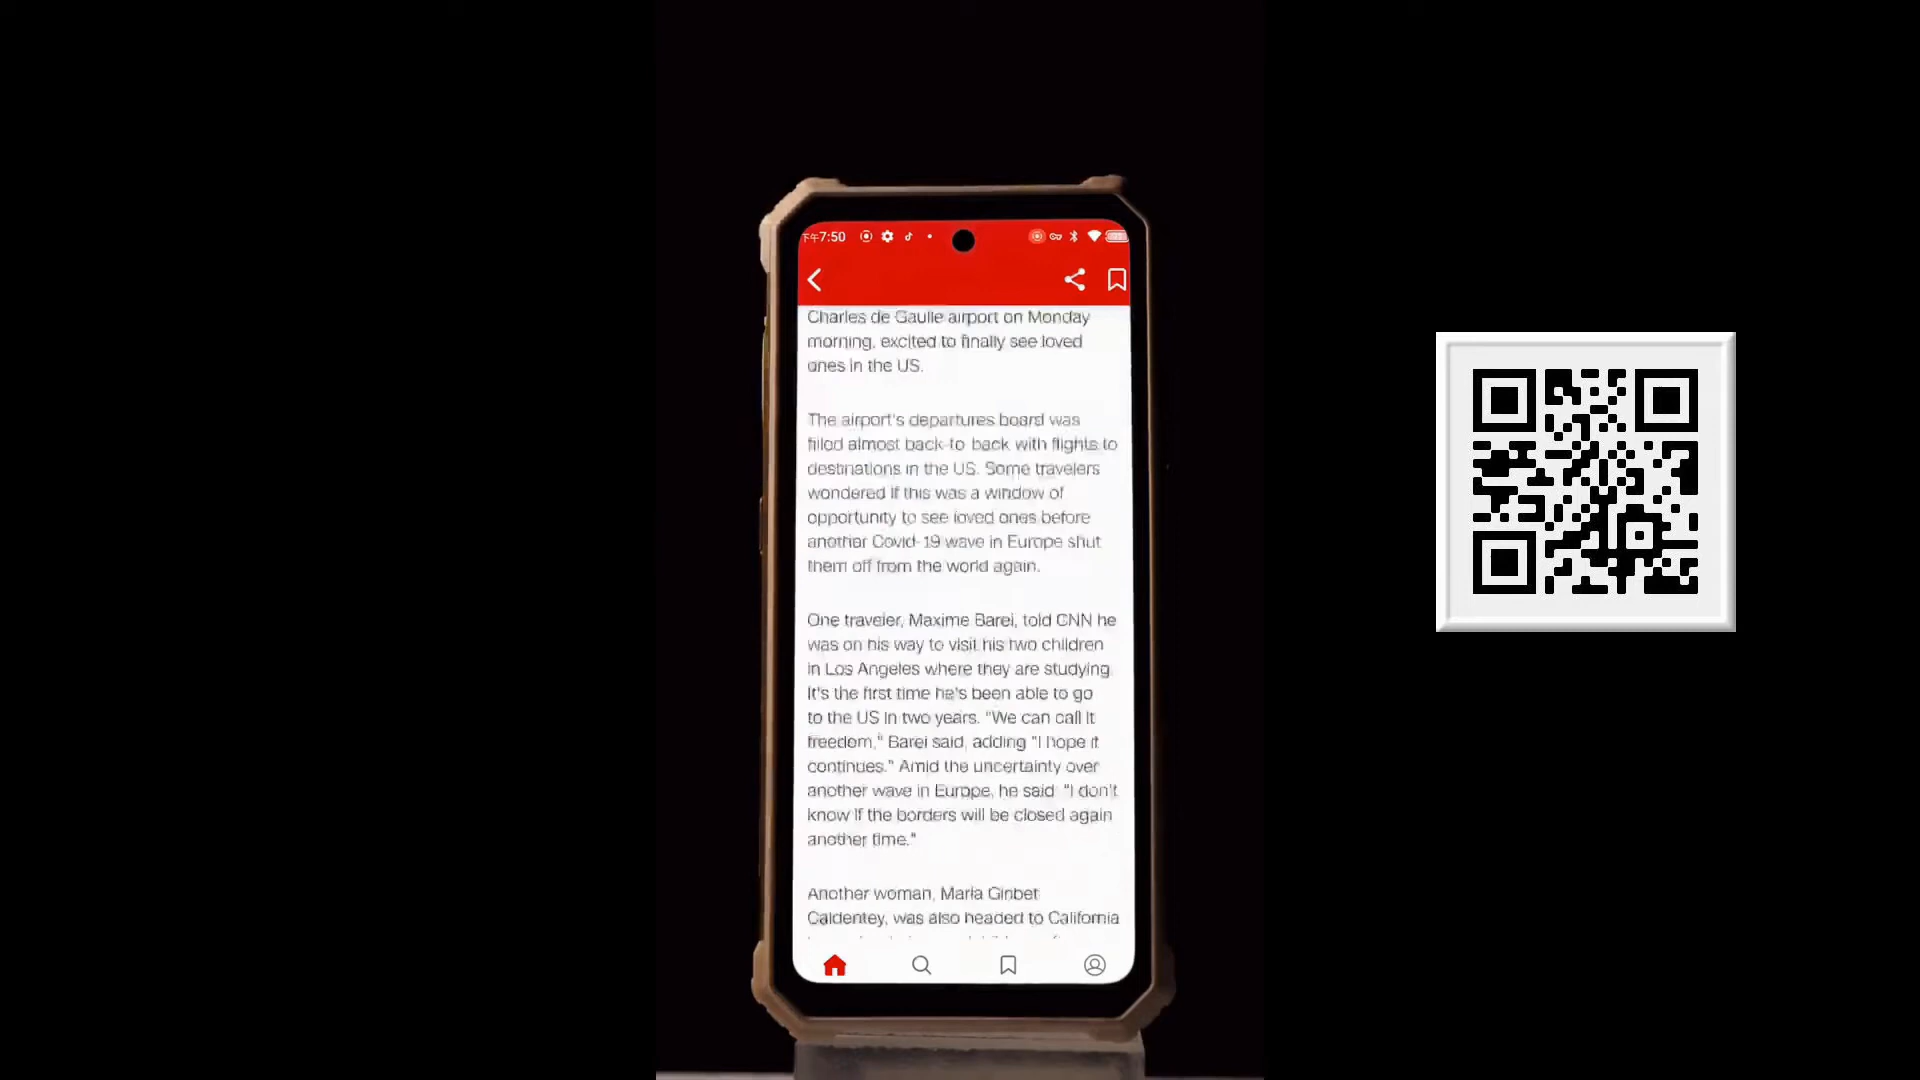 下午7:50
Charles de Gaulle airport on Monday
morning, excited to finally see loved
ones in the US.
The airport's departures board was
filled almost back-to-back with flights to
destinations in the US. Some travelers
wondered if this was a window of
opportunity to see loved ones before
another Covid-19 wave in Europe shut
them off from the world again.
One traveler, Maxime Barei, told CNN he
was on his way to visit his two children
in Los Angeles where they are studying.
It's the first time he's been able to go
to the US in two years. "We can call it
freedom," Barei said, adding "I hope it
continues." Amid the uncertainty over
another wave in Europe, he said: "I don't
know if the borders will be closed again
another time."
Another woman, Maria Ginbet
Caldentey, was also headed to California